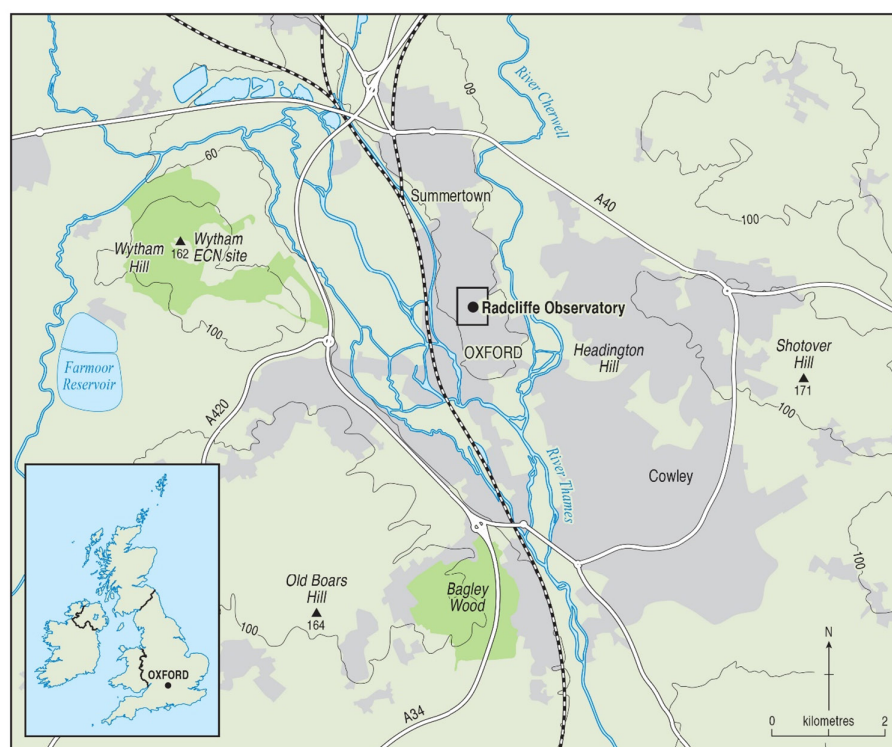 River Cherwell
60
60
Summertown
A40
100
Wytham
Hill
162
Wytham
ECN site
100
Radcliffe Observatory
OXFORD
Headington
Hill
Shotover
Hill
171
100
Farmoor
Reservoir
A420
River Thames
Cowley
Old Boars
Hill
164
100
Bagley
Wood
100
A34
OXFORD
N
0 kilometres 2